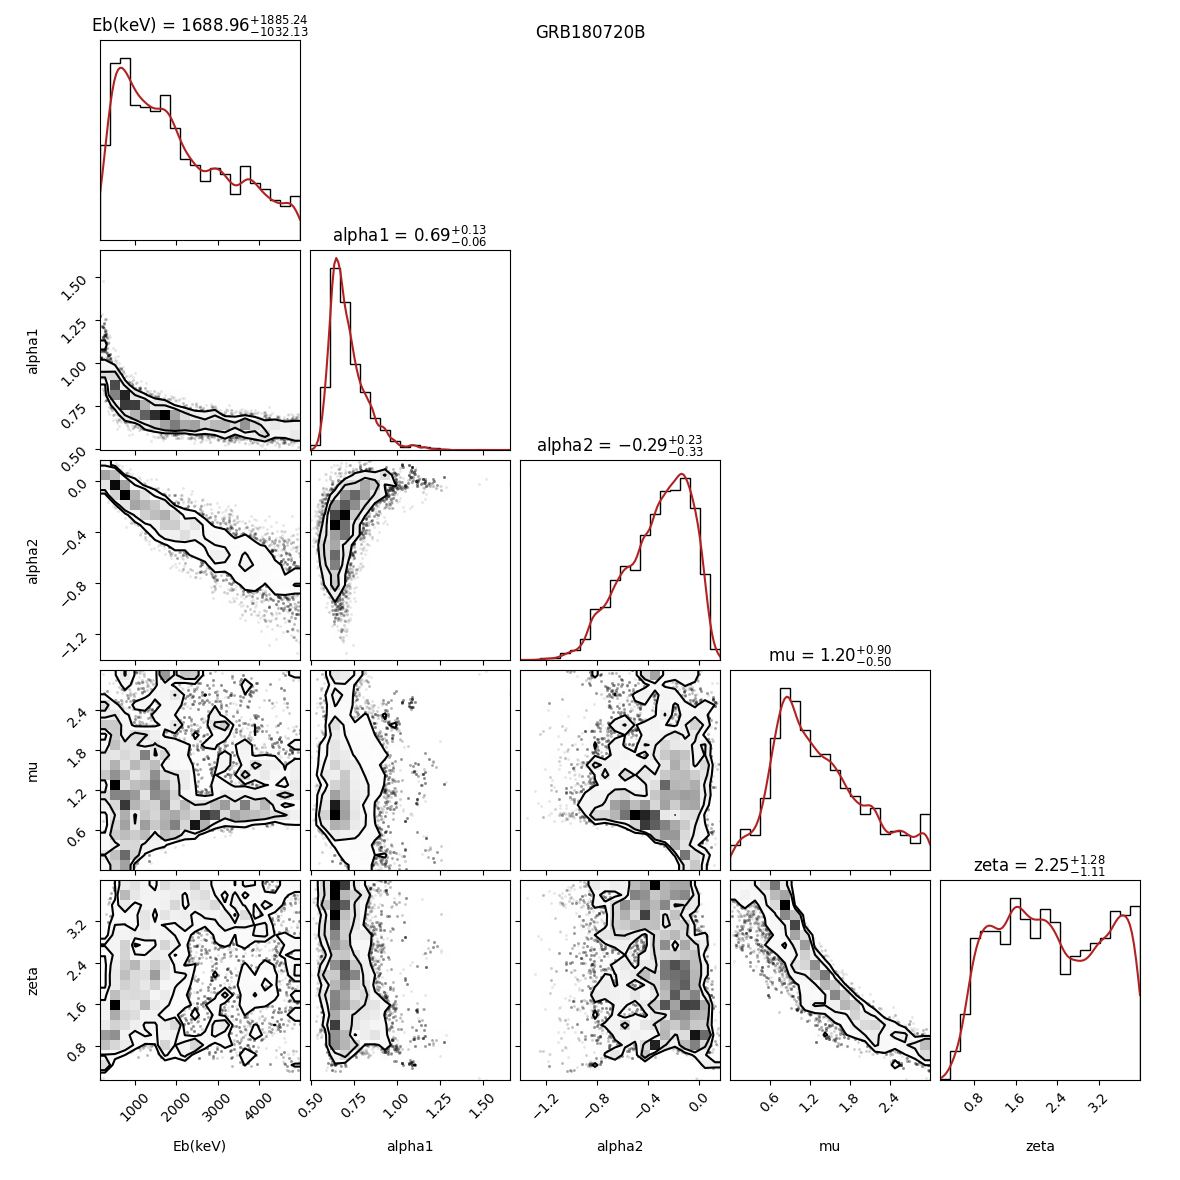 Eb(keV) = 1688.96+1885.24−1032.13
GRB180720B
alpha1 = 0.69+0.13−0.06
alpha1
1.50
1.25
1.00
0.75
0.50
alpha2 = −0.29+0.23−0.33
alpha2
0.0
−0.4
−0.8
−1.2
mu = 1.20+0.90−0.50
mu
2.4
1.8
1.2
0.6
zeta = 2.25+1.28−1.11
zeta
3.2
2.4
1.6
0.8
1000 2000 3000 4000 0.50 0.75 1.00 1.25 1.50 −1.2 −0.8 −0.4 0.0 0.6 1.2 1.8 2.4 0.8 1.6 2.4 3.2
Eb(keV) alpha1 alpha2 mu zeta